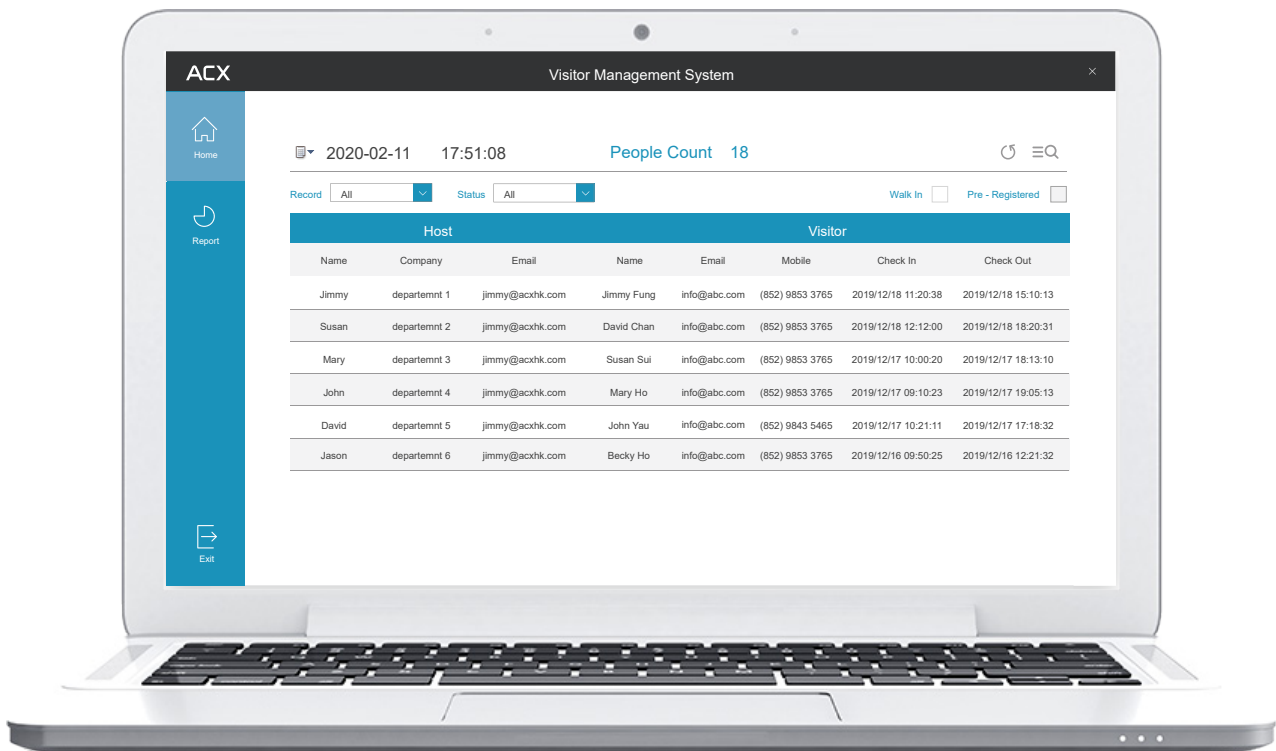 ACX Visitor Management System ×
Home
2020-02-11 17:51:08 People Count 18
Record All Status All Walk In Pre - Registered
Report
Host Visitor
Name Company Email Name Email Mobile Check In Check Out
Jimmy departemnt 1 jimmy@acxhk.com Jimmy Fung info@abc.com (852) 9853 3765 2019/12/18 11:20:38 2019/12/18 15:10:13
Susan departemnt 2 jimmy@acxhk.com David Chan info@abc.com (852) 9853 3765 2019/12/18 12:12:00 2019/12/18 18:20:31
Mary departemnt 3 jimmy@acxhk.com Susan Sui info@abc.com (852) 9853 3765 2019/12/17 10:00:20 2019/12/17 18:13:10
John departemnt 4 jimmy@acxhk.com Mary Ho info@abc.com (852) 9853 3765 2019/12/17 09:10:23 2019/12/17 19:05:13
David departemnt 5 jimmy@acxhk.com John Yau info@abc.com (852) 9843 5465 2019/12/17 10:21:11 2019/12/17 17:18:32
Jason departemnt 6 jimmy@acxhk.com Becky Ho info@abc.com (852) 9853 3765 2019/12/16 09:50:25 2019/12/16 12:21:32
Exit